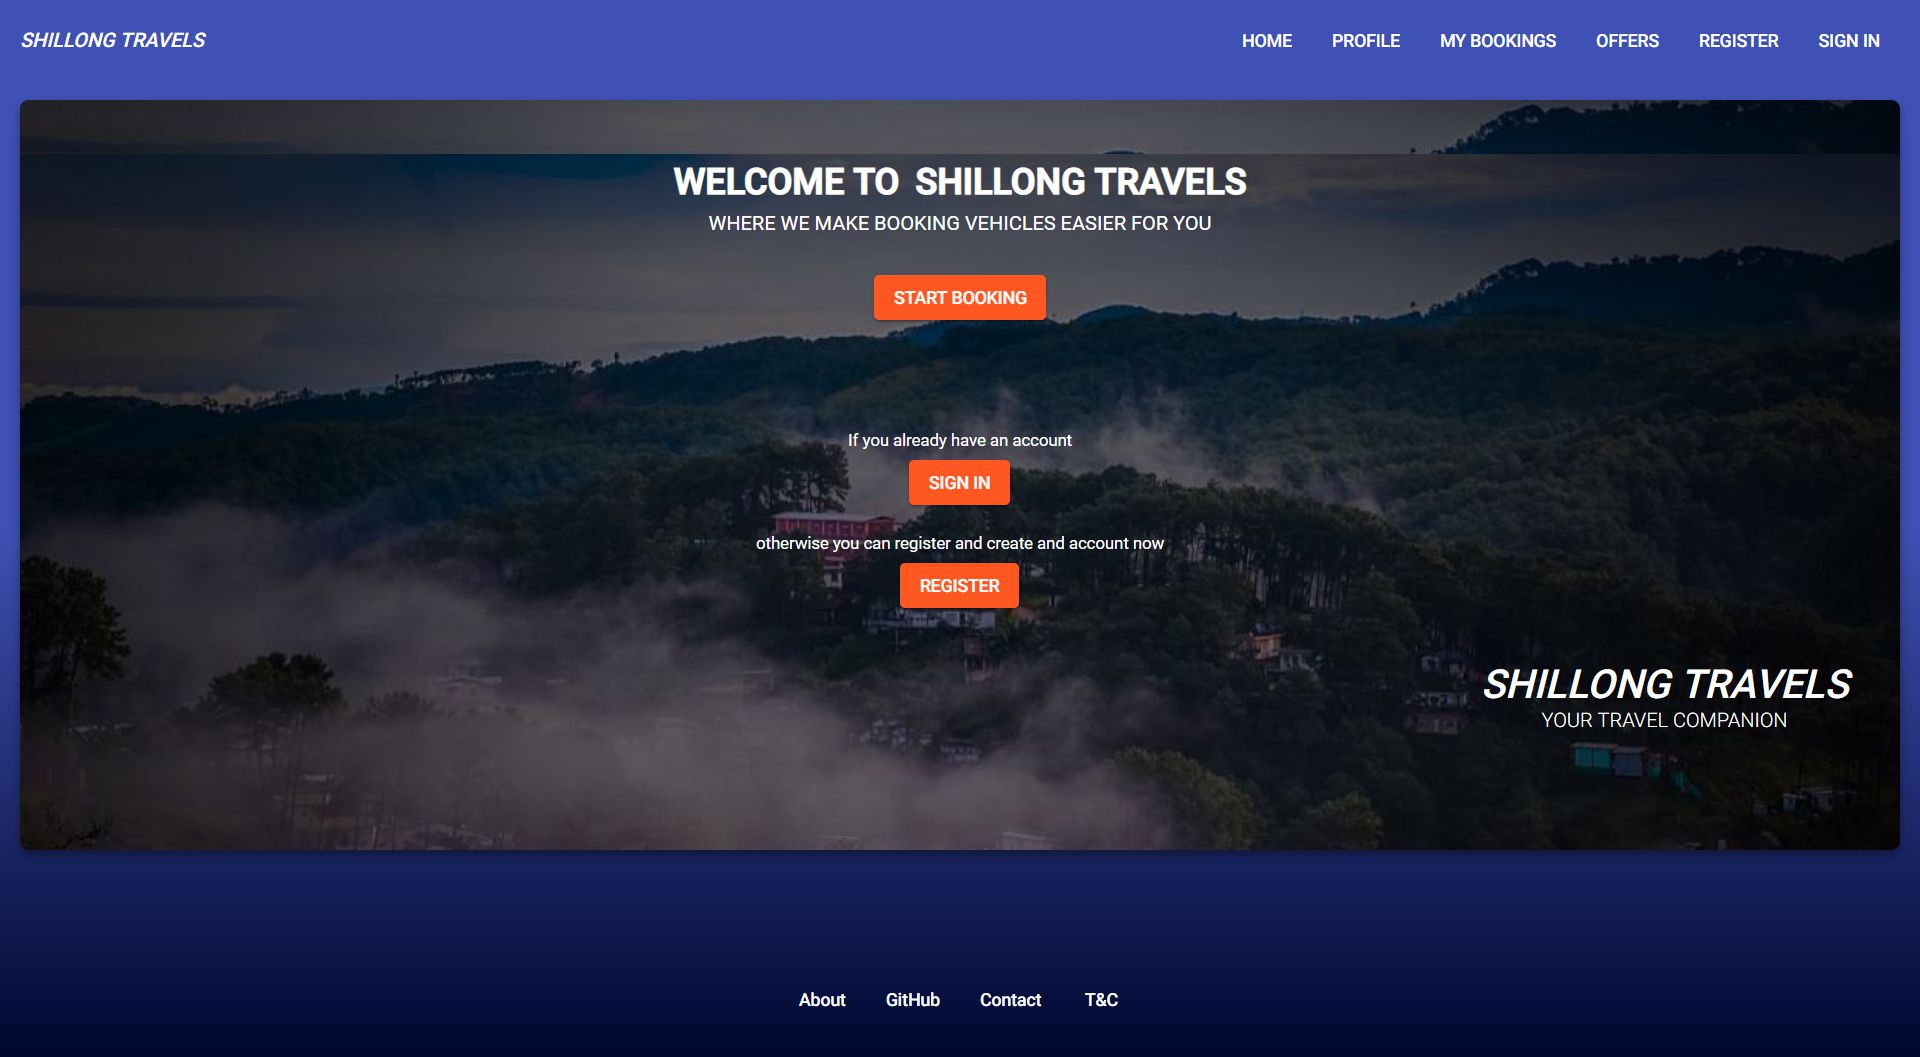 SHILLONG TRAVELS
HOME PROFILE MY BOOKINGS OFFERS REGISTER SIGN IN
WELCOME TO SHILLONG TRAVELS
WHERE WE MAKE BOOKING VEHICLES EASIER FOR YOU
START BOOKING
If you already have an account
SIGN IN
otherwise you can register and create and account now
REGISTER
SHILLONG TRAVELS
YOUR TRAVEL COMPANION
About GitHub Contact T&C